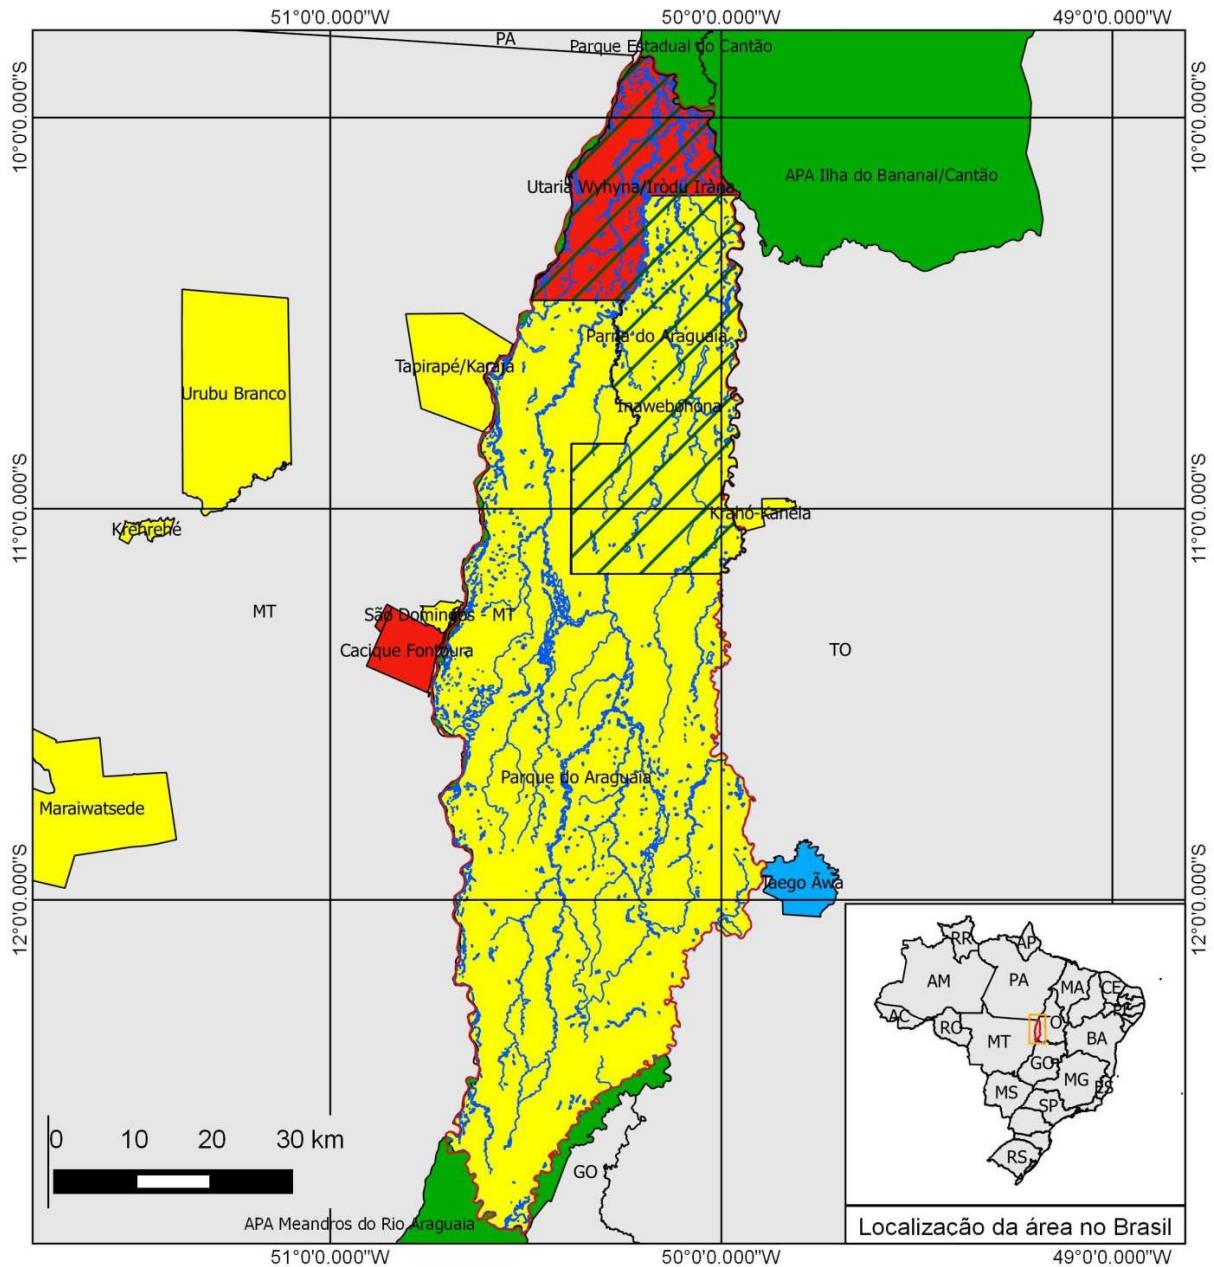 51°0'0.000"W 50°0'0.000"W 49°0'0.000"W
PA
Parque Estadual do Cantão
10°0'0.000"S 10°0'0.000"S
APA Ilha do Bananal/Cantão
Utaria Wyhyna/Iròdu Iràna
Parna do Araguaia
Tapirapé/Karajá
Urubu Branco
Inawebohona
11°0'0.000"S 11°0'0.000"S
Krahó-Kanela
Krenrehé
MT
São Domingos - MT
Cacique Fontoura
TO
Parque do Araguaia
Maraiwatsede
Taego Ãwa
12°0'0.000"S 12°0'0.000"S
RR
AP
AM
PA
MA
CE
AC
RO
MT
BA
GO
MG
ES
MS
SP
RS
0 10 20 30 km
GO
APA Meandros do Rio Araguaia
Localização da área no Brasil
51°0'0.000"W 50°0'0.000"W 49°0'0.000"W